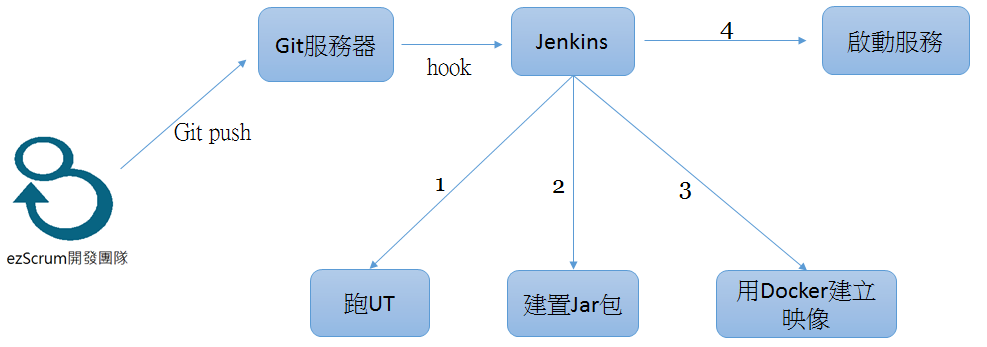 Git服務器
hook
Jenkins
4
啟動服務
Git push
ezScrum開發團隊
1
2
3
跑UT
建置Jar包
用Docker建立
映像